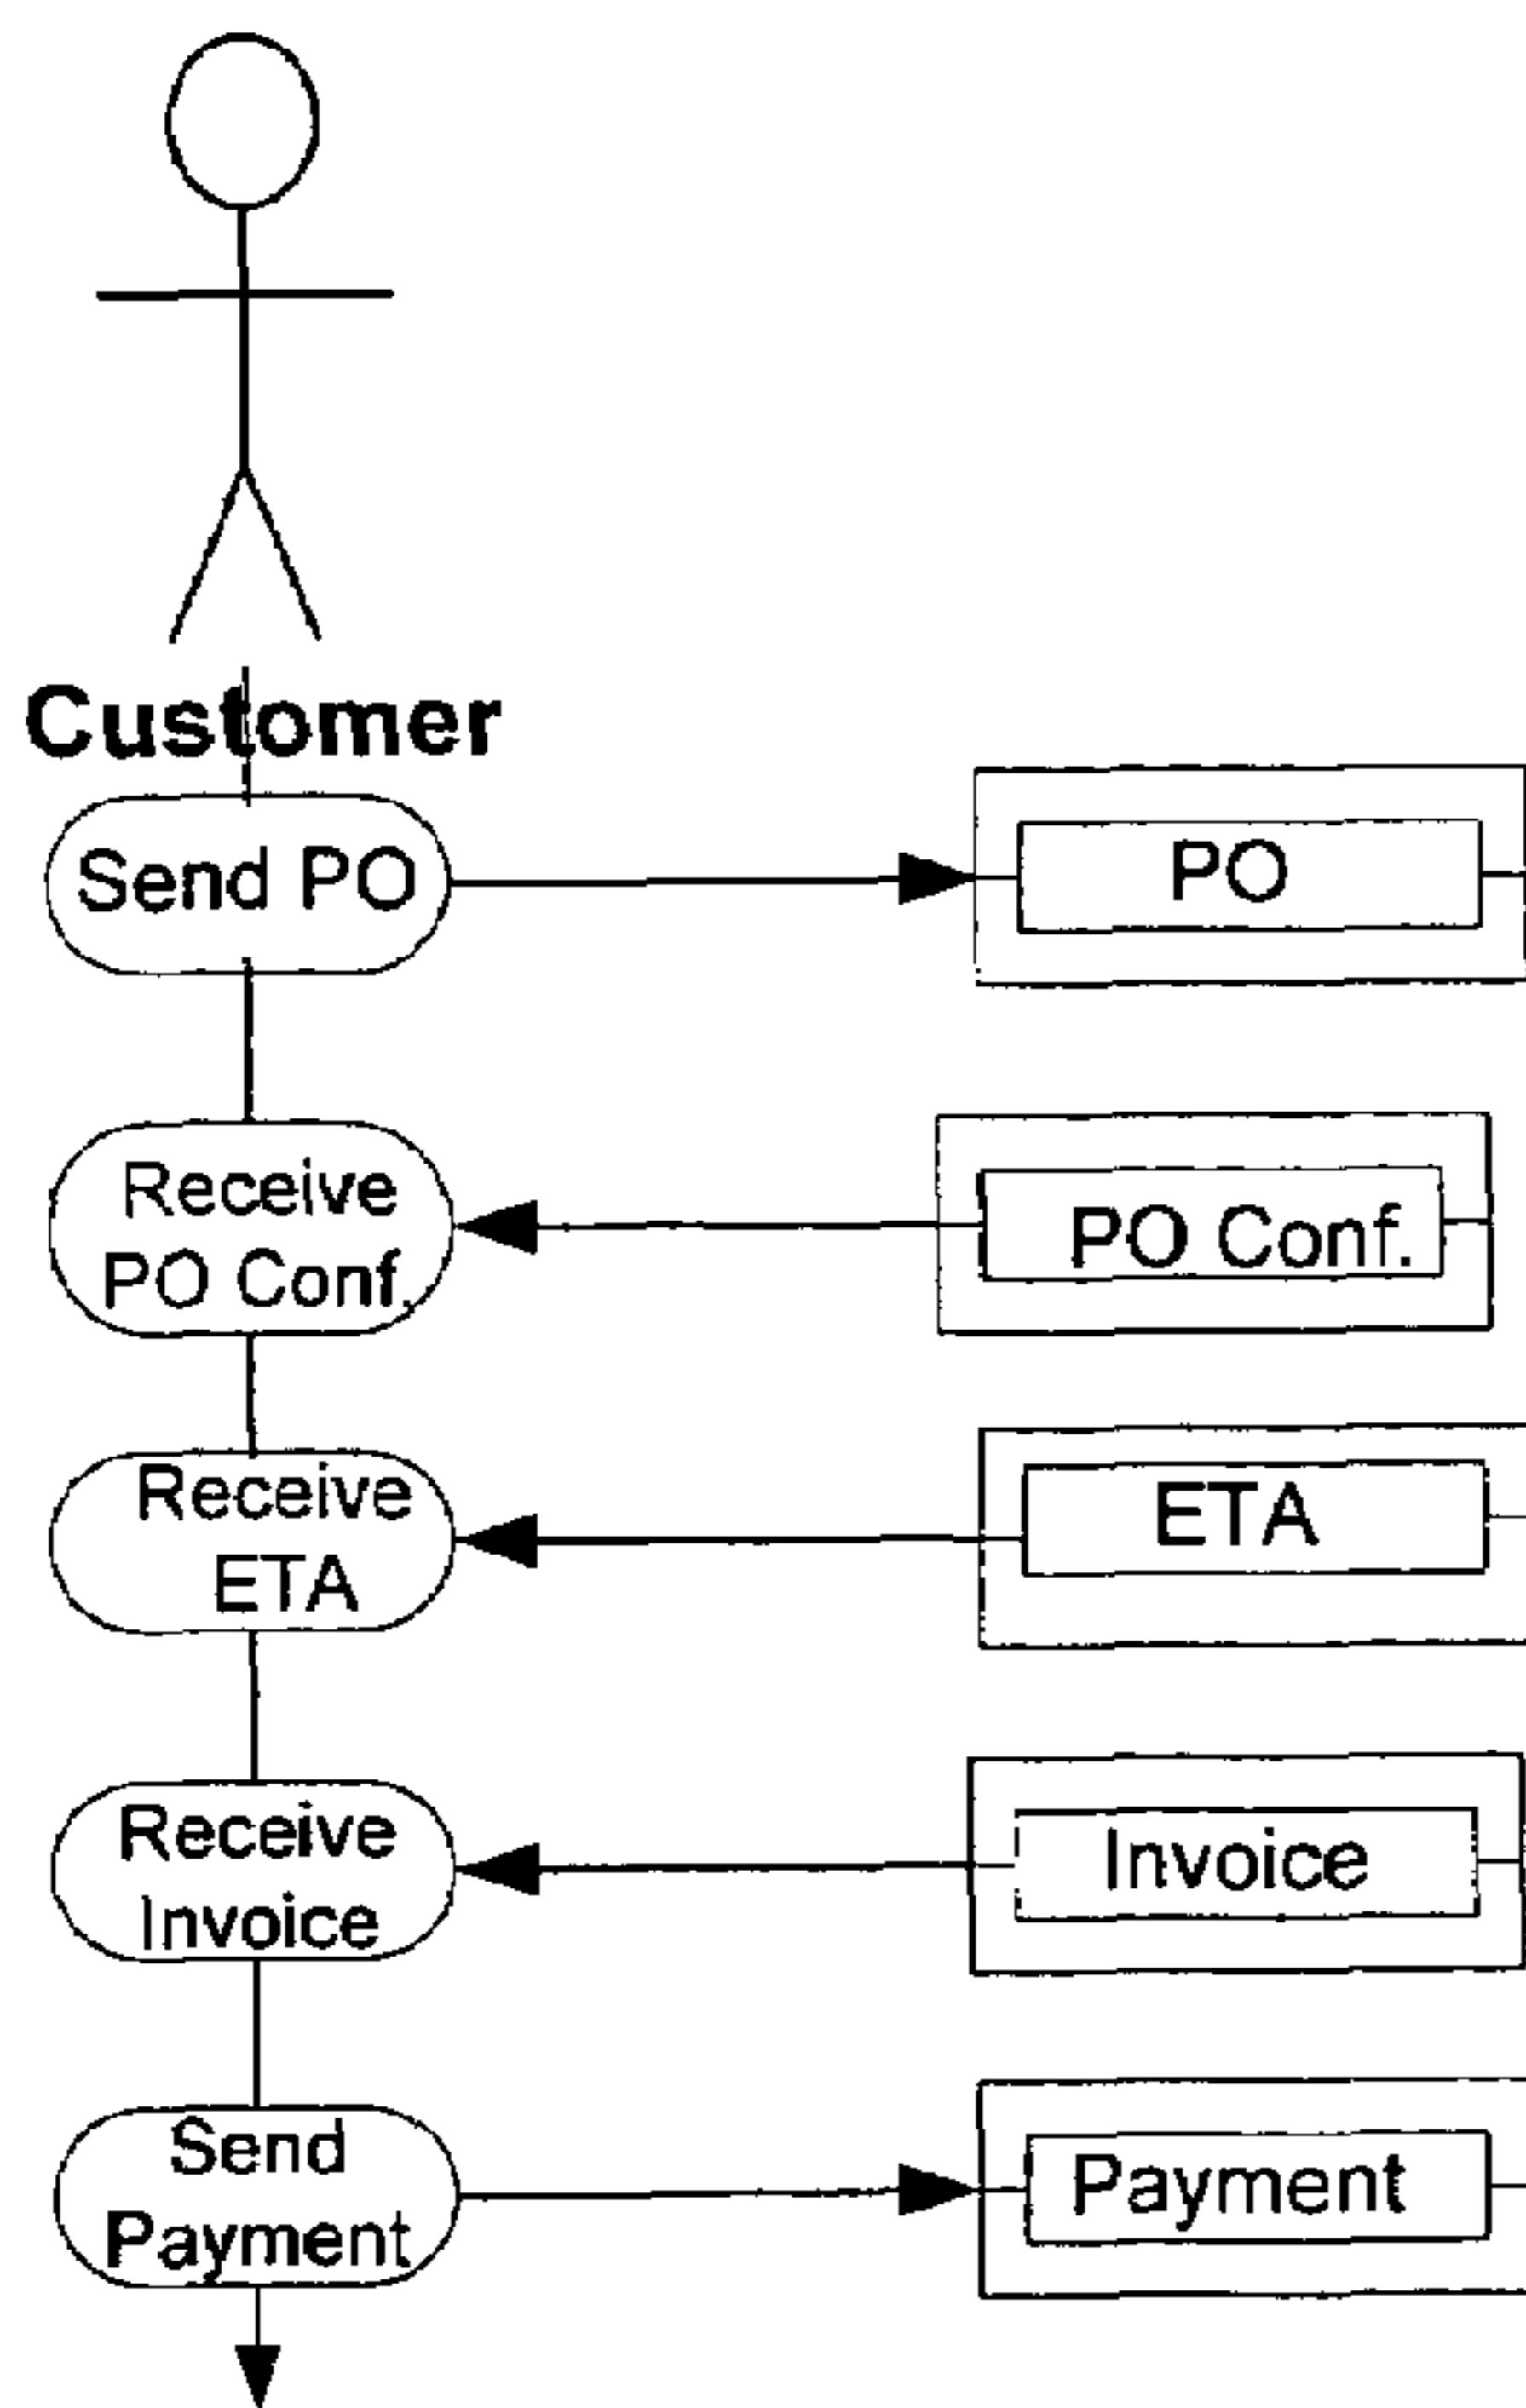 Customer
Send PO
PO
Receive
PO Conf.
PO Conf.
Receive
ETA
ETA
Receive
Invoice
Invoice
Send
Payment
Payment